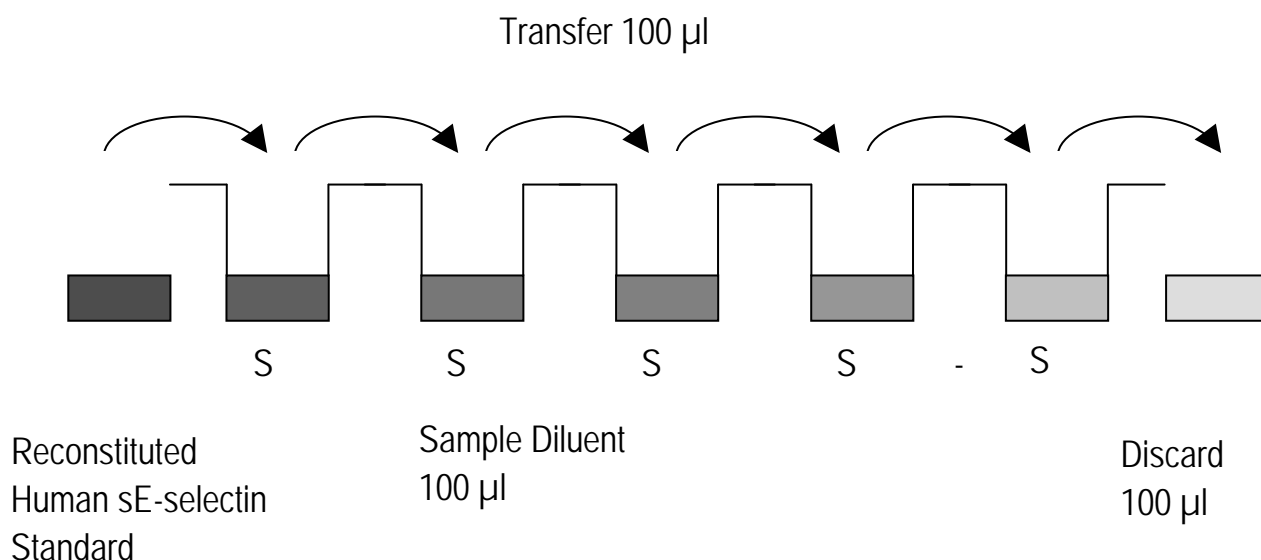 Transfer 100 µl
S S S S - S
Reconstituted
Human sE-selectin
Standard
Sample Diluent
100 µl
Discard
100 µl